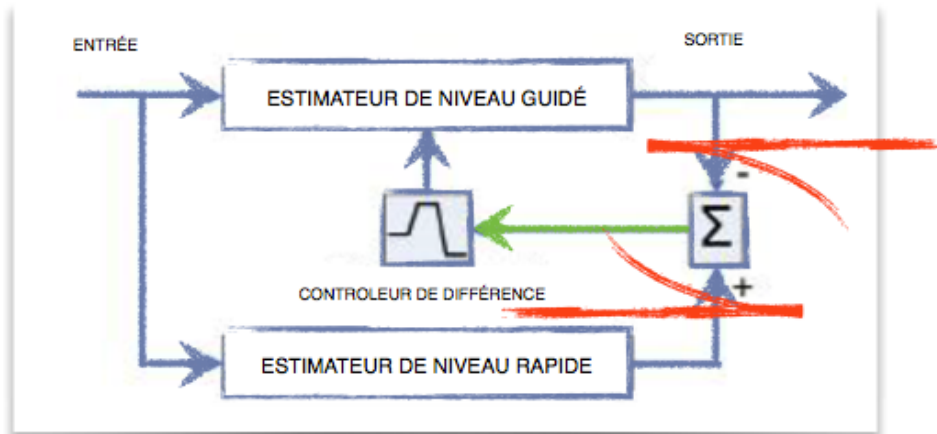 ENTRÉE
SORTIE
ESTIMATEUR DE NIVEAU GUIDÉ
-
Σ
+
CONTROLEUR DE DIFFÉRENCE
ESTIMATEUR DE NIVEAU RAPIDE